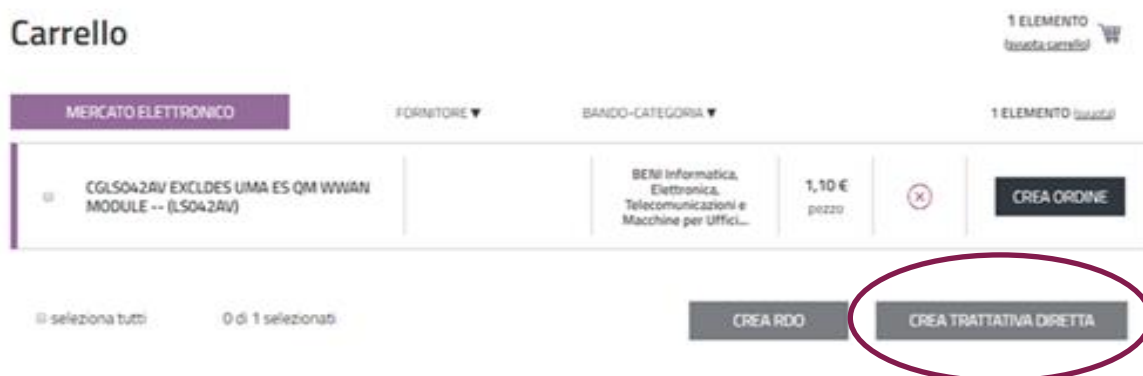 Carrello
1 ELEMENTO
(svuota carrello)
MERCATO ELETTRONICO
FORNITORE ▼
BANDO-CATEGORIA ▼
1 ELEMENTO (svuota)
CGLS042AV EXCLDES UMA ES QM WWAN
MODULE -- (LS042AV)
BENI Informatica,
Elettronica,
Telecomunicazioni e
Macchine per Uffici...
1,10 €
pezzo
CREA ORDINE
seleziona tutti
0 di 1 selezionati
CREA RDO
CREA TRATTATIVA DIRETTA